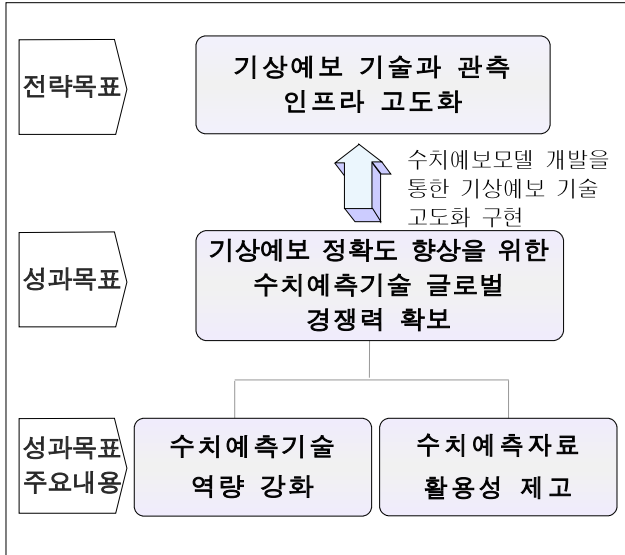 전략목표
기상예보 기술과 관측
인프라 고도화
수치예보모델 개발을
통한 기상예보 기술
고도화 구현
성과목표
기상예보 정확도 향상을 위한
수치예측기술 글로벌
경쟁력 확보
성과목표
주요내용
수치예측기술
역량 강화
수치예측자료
활용성 제고